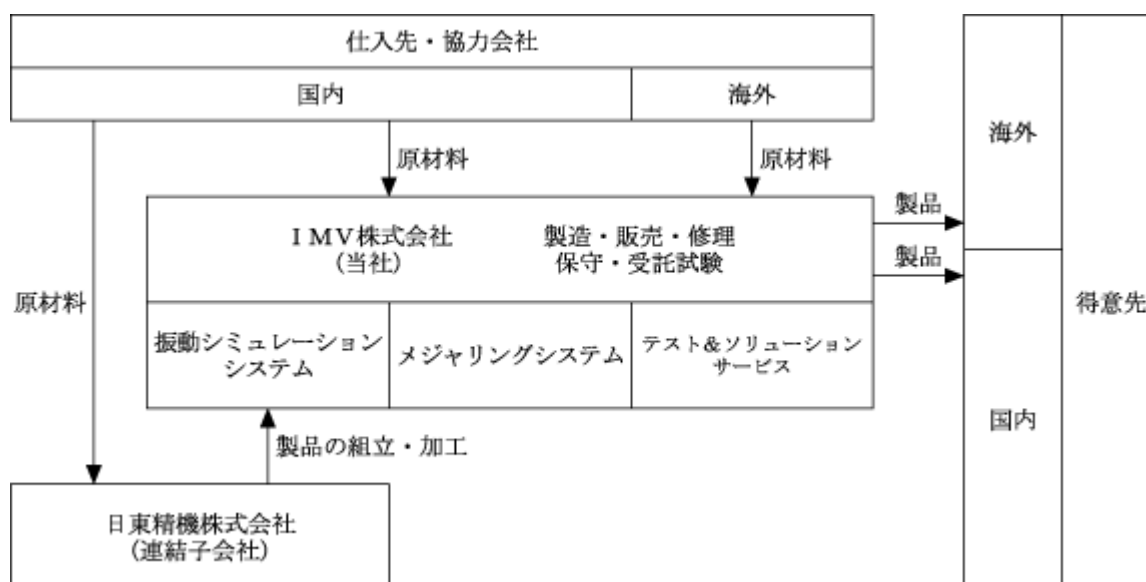 仕入先・協力会社
国内
海外
原材料
原材料
海外
IMV株式会社
(当社)
製造・販売・修理
保守・受託試験
製品
製品
原材料
得意先
振動シミュレーション
システム
メジャリングシステム
テスト&ソリューション
サービス
国内
製品の組立・加工
日東精機株式会社
(連結子会社)